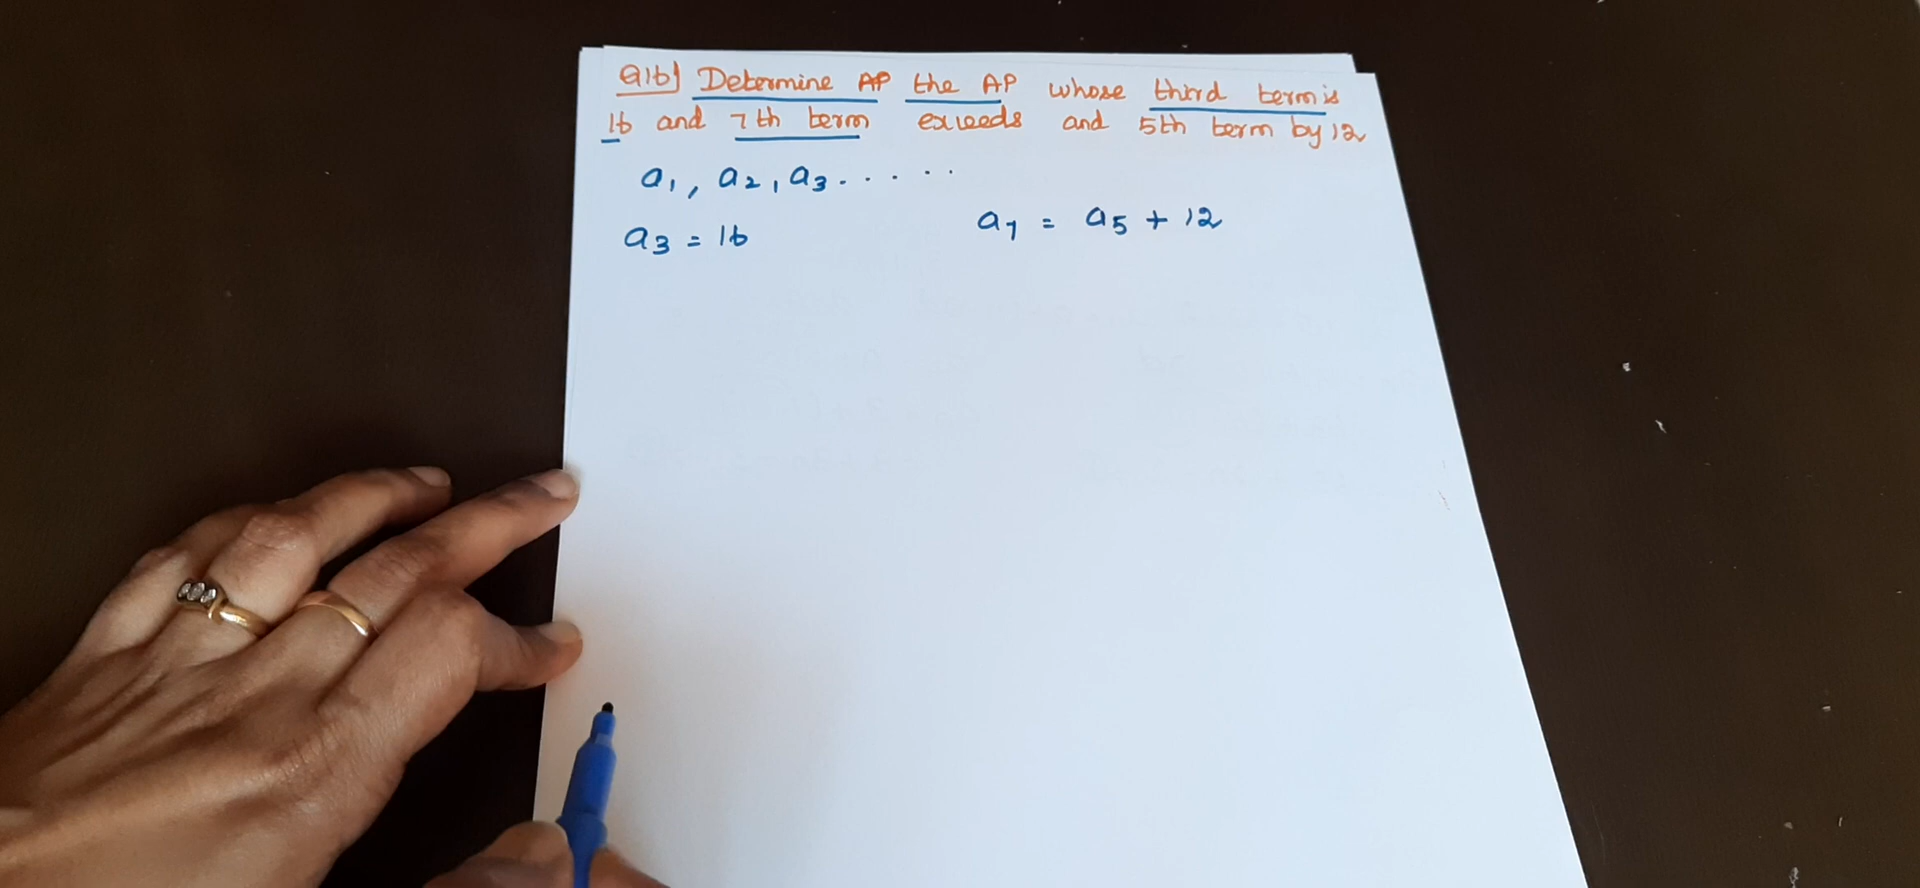 Q16) Determine AP the AP whose third term is
16 and 7th term exceeds and 5th term by 12
a₁, a₂, a₃ . . . . . .
a₃ = 16
a₇ = a₅ + 12